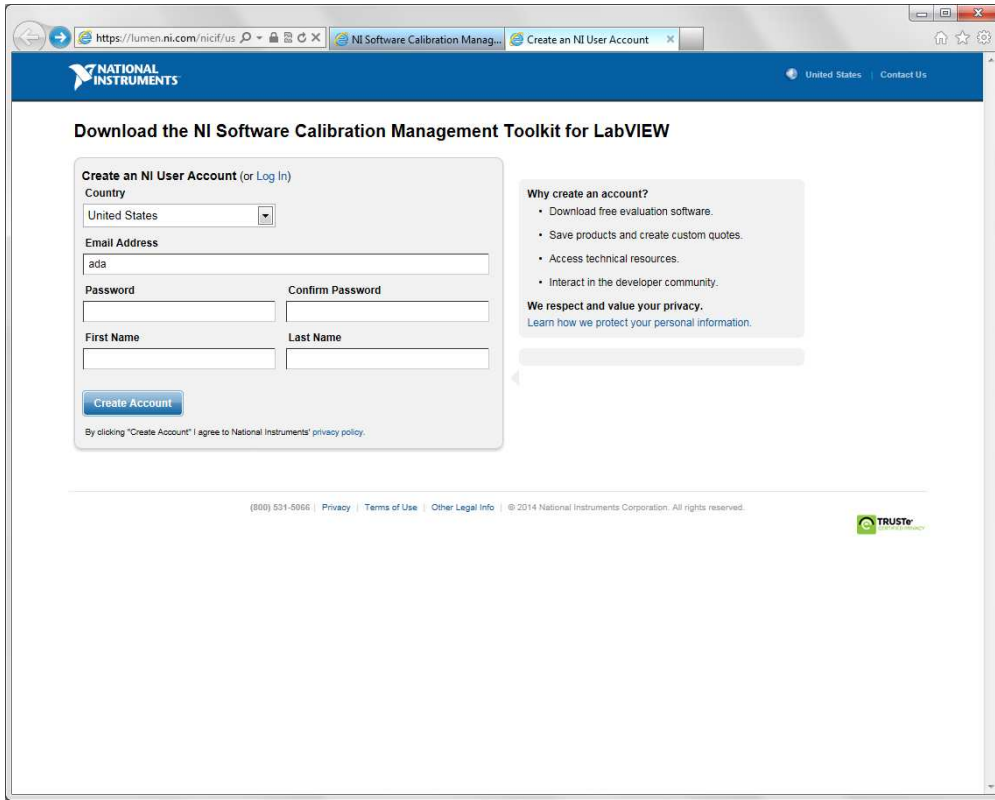 https://lumen.ni.com/nicif/us
NI Software Calibration Manag...
Create an NI User Account
NATIONAL INSTRUMENTS
United States | Contact Us
Download the NI Software Calibration Management Toolkit for LabVIEW
Create an NI User Account (or Log In)
Country
United States
Email Address
ada
Password Confirm Password
First Name Last Name
Create Account
By clicking "Create Account" I agree to National Instruments' privacy policy.
Why create an account?
• Download free evaluation software.
• Save products and create custom quotes.
• Access technical resources.
• Interact in the developer community.
We respect and value your privacy.
Learn how we protect your personal information.
(800) 531-5066 | Privacy | Terms of Use | Other Legal Info | © 2014 National Instruments Corporation. All rights reserved.
TRUSTe
CERTIFIED PRIVACY